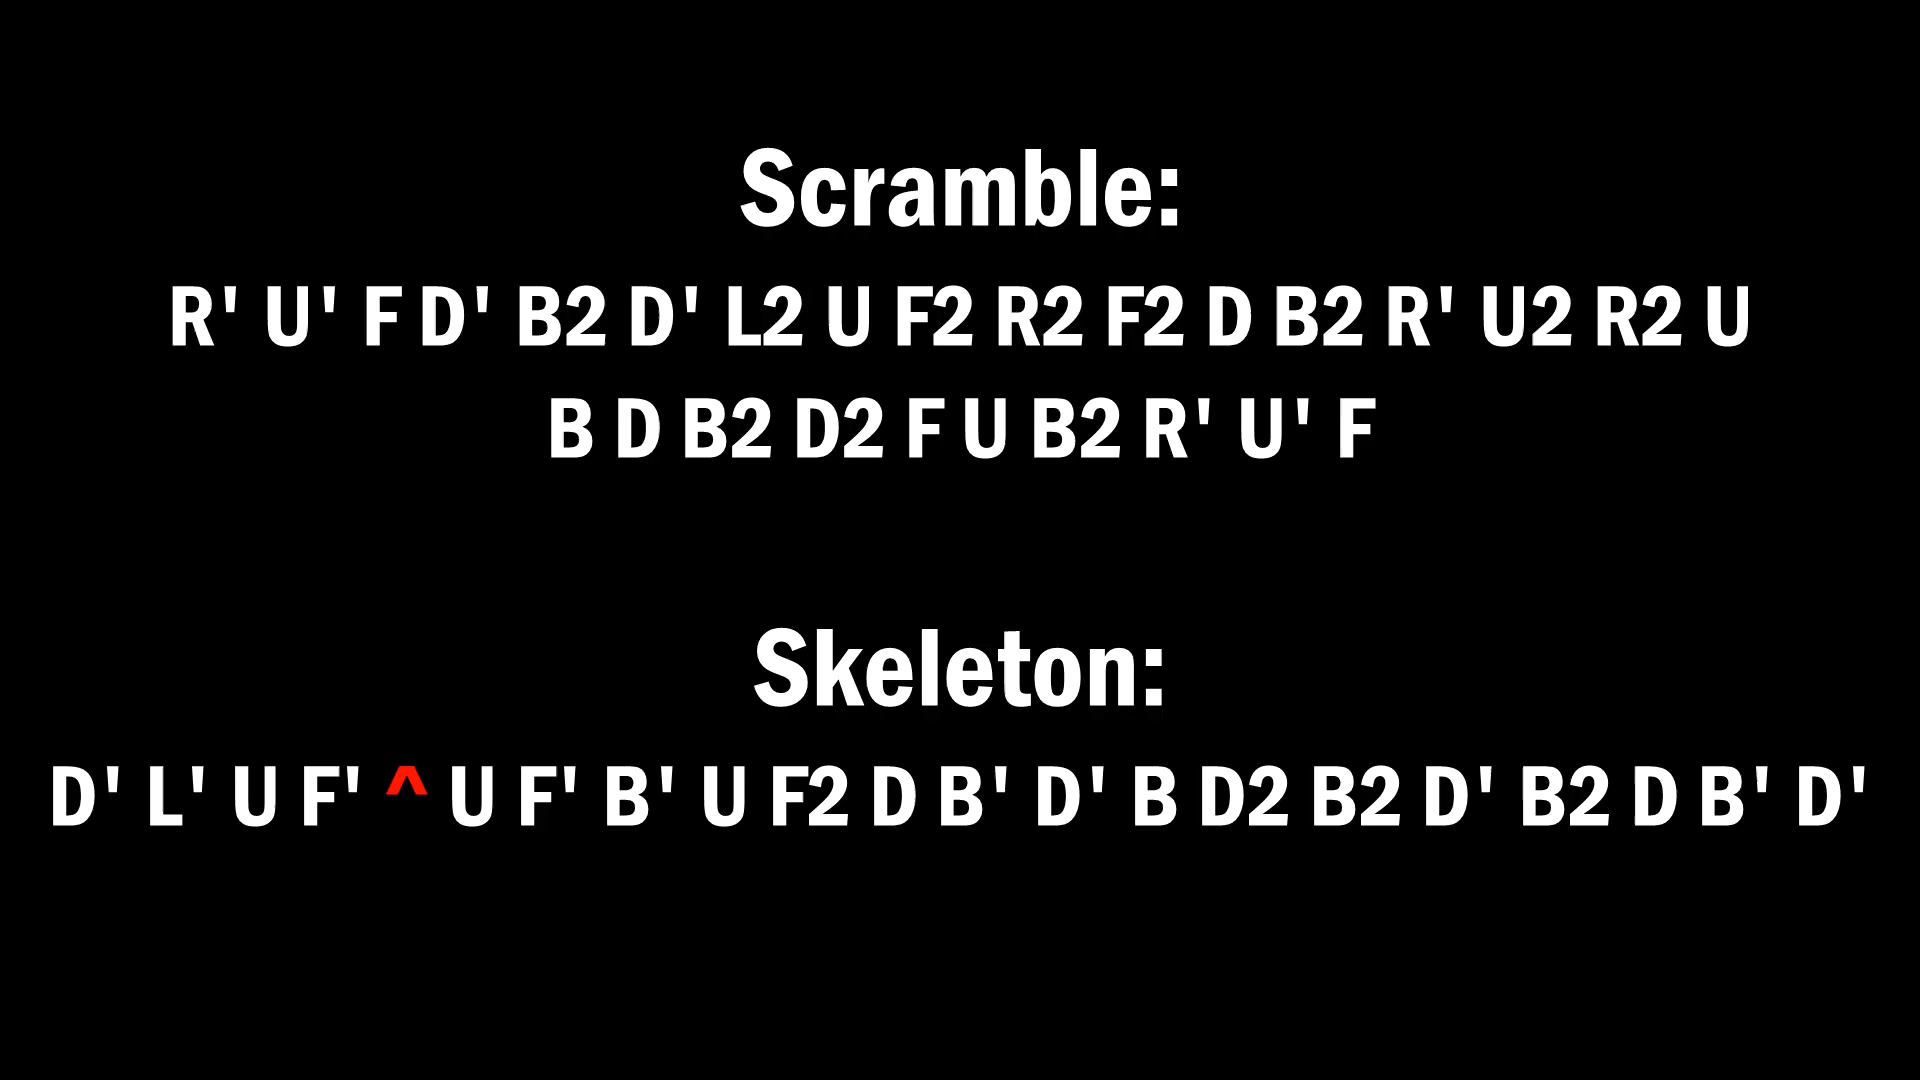 Scramble:
R' U' F D' B2 D' L2 U F2 R2 F2 D B2 R' U2 R2 U
B D B2 D2 F U B2 R' U' F
Skeleton:
D' L' U F' ^ U F' B' U F2 D B' D' B D2 B2 D' B2 D B' D'